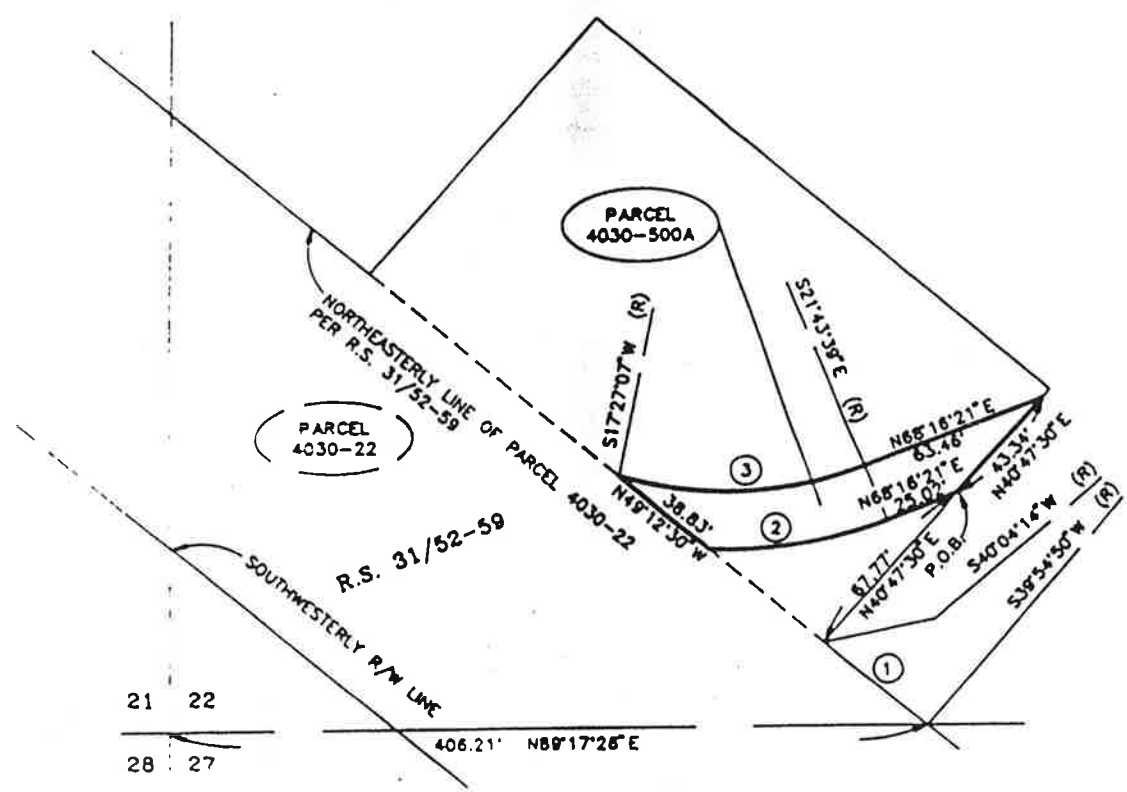 PARCEL
4030-500A
S21°43'39"E (R)
S17°27'07"W (R)
NORTHEASTERLY LINE OF PARCEL 4030-22
PER R.S. 31/52-59
PARCEL
4030-22
N68°16'21"E
63.46'
43.34'
N40°47'30"E
3
N68°16'21"E
25.02'
38.83'
N49°12'30"W
2
S40°04'14"W (R)
S39°54'50"W (R)
P.O.B.
67.77'
N40°47'30"E
R.S. 31/52-59
SOUTHWESTERLY R/W LINE
1
21 22
406.21' N89°17'26"E
28 27